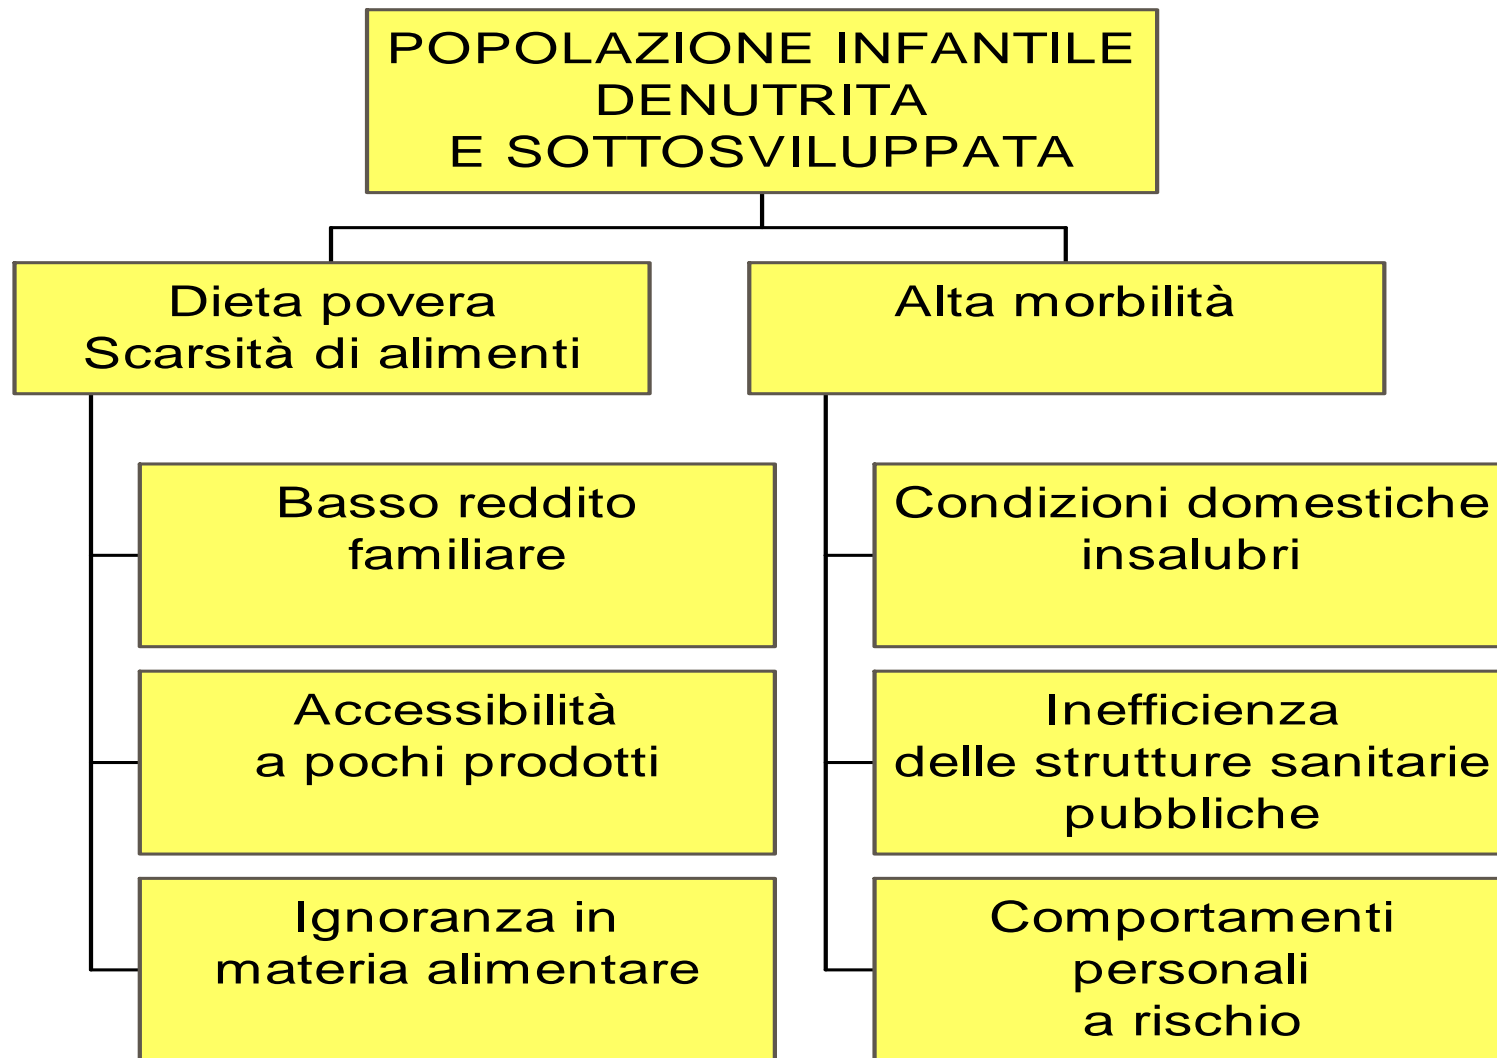 POPOLAZIONE INFANTILE
DENUTRITA
E SOTTOSVILUPPATA
Dieta povera
Scarsità di alimenti
Alta morbilità
Basso reddito
familiare
Accessibilità
a pochi prodotti
Ignoranza in
materia alimentare
Condizioni domestiche
insalubri
Inefficienza
delle strutture sanitarie
pubbliche
Comportamenti
personali
a rischio